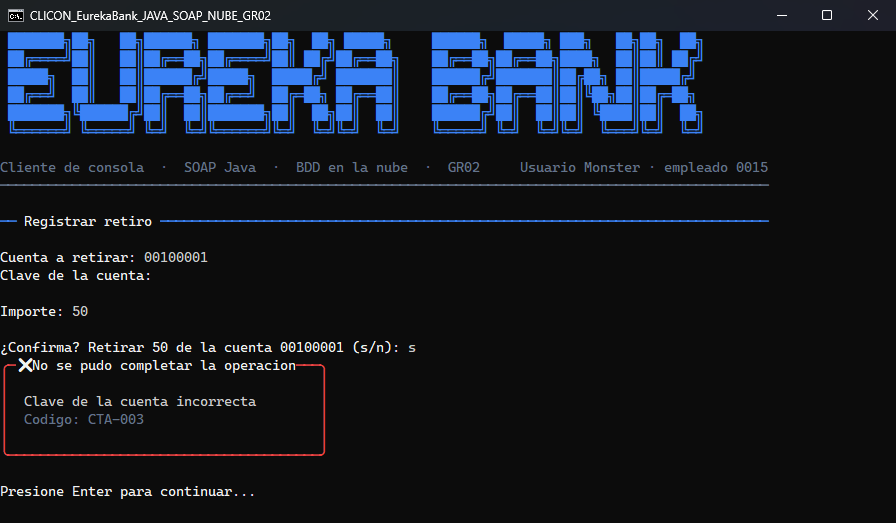 CLICON_EurekaBank_JAVA_SOAP_NUBE_GR02
EUREKA BANK
Cliente de consola · SOAP Java · BDD en la nube · GR02 Usuario Monster · empleado 0015
Registrar retiro
Cuenta a retirar: 00100001
Clave de la cuenta:
Importe: 50
¿Confirma? Retirar 50 de la cuenta 00100001 (s/n): s
❌No se pudo completar la operacion
Clave de la cuenta incorrecta
Codigo: CTA-003
Presione Enter para continuar...